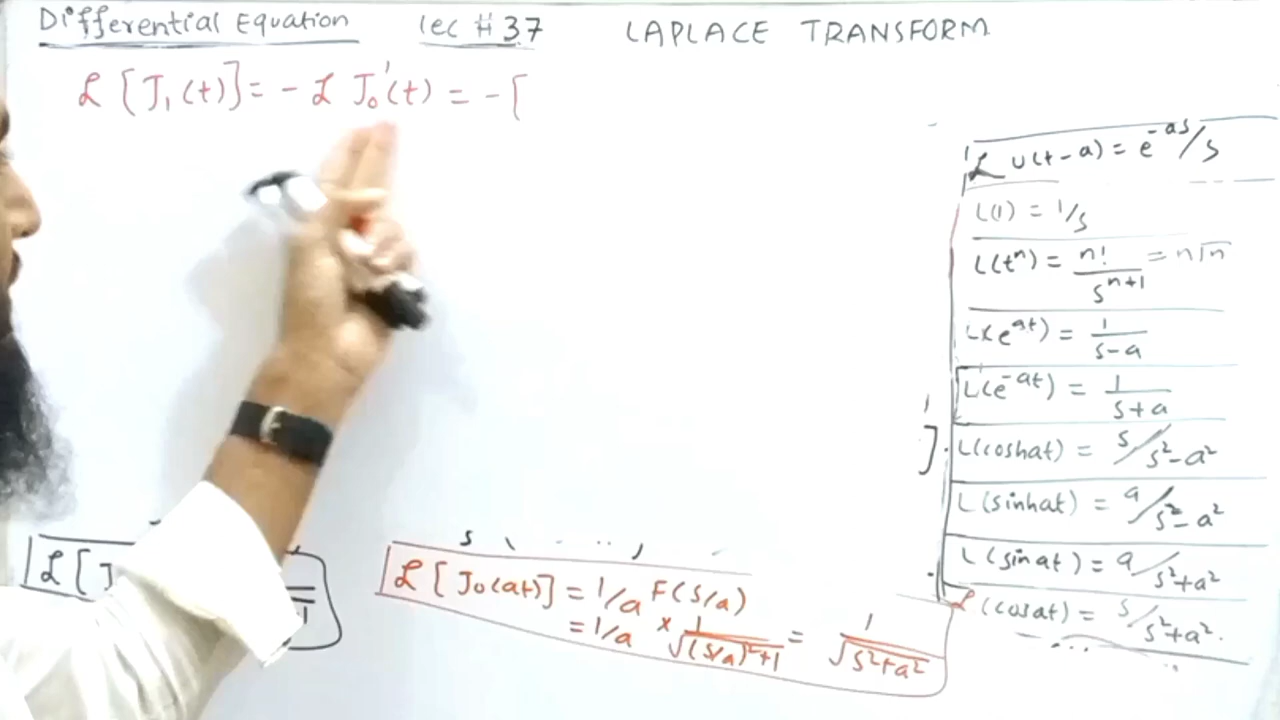 Differential Equation lec # 37 LAPLACE TRANSFORM
ℒ [J₁(t)] = - ℒ J₀'(t) = - [
ℒ U(t-a) = e^-as/s
L(1) = 1/s
L(tⁿ) = n!/s^n+1 = n√n
L(e^at) = 1/s-a
L(e^-at) = 1/s+a
L(coshat) = s/s²-a²
L(sinhat) = a/s²-a²
L(sinat) = a/s²+a²
ℒ(cosat) = s/s²+a².
ℒ [J
ℒ [J₀(at)] = 1/a F(s/a)
= 1/a × 1/√(s/a)²+1 = 1/√s²+a²